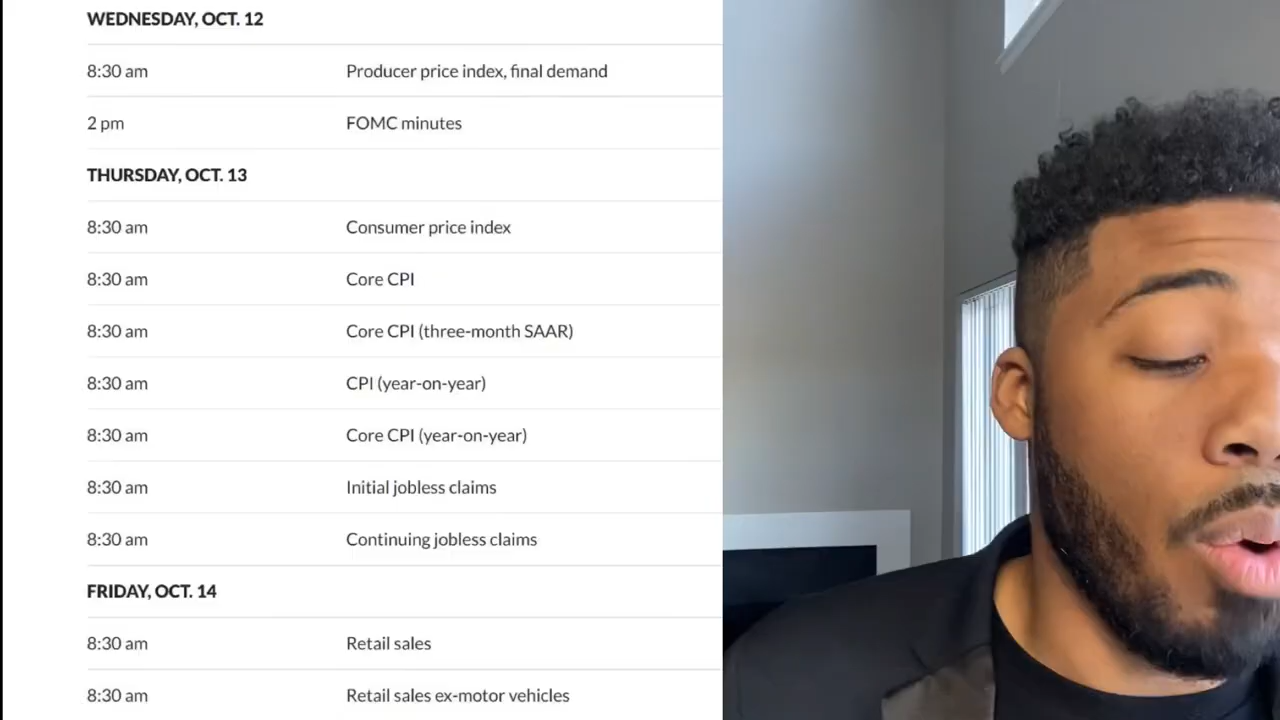 WEDNESDAY, OCT. 12
8:30 am Producer price index, final demand
2 pm FOMC minutes
THURSDAY, OCT. 13
8:30 am Consumer price index
8:30 am Core CPI
8:30 am Core CPI (three-month SAAR)
8:30 am CPI (year-on-year)
8:30 am Core CPI (year-on-year)
8:30 am Initial jobless claims
8:30 am Continuing jobless claims
FRIDAY, OCT. 14
8:30 am Retail sales
8:30 am Retail sales ex-motor vehicles